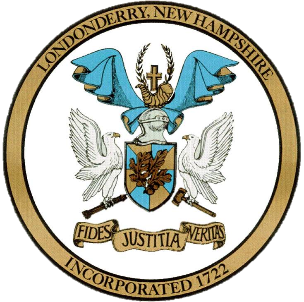 LONDONDERRY, NEW HAMPSHIRE
FIDES JUSTITIA VERITAS
INCORPORATED 1722